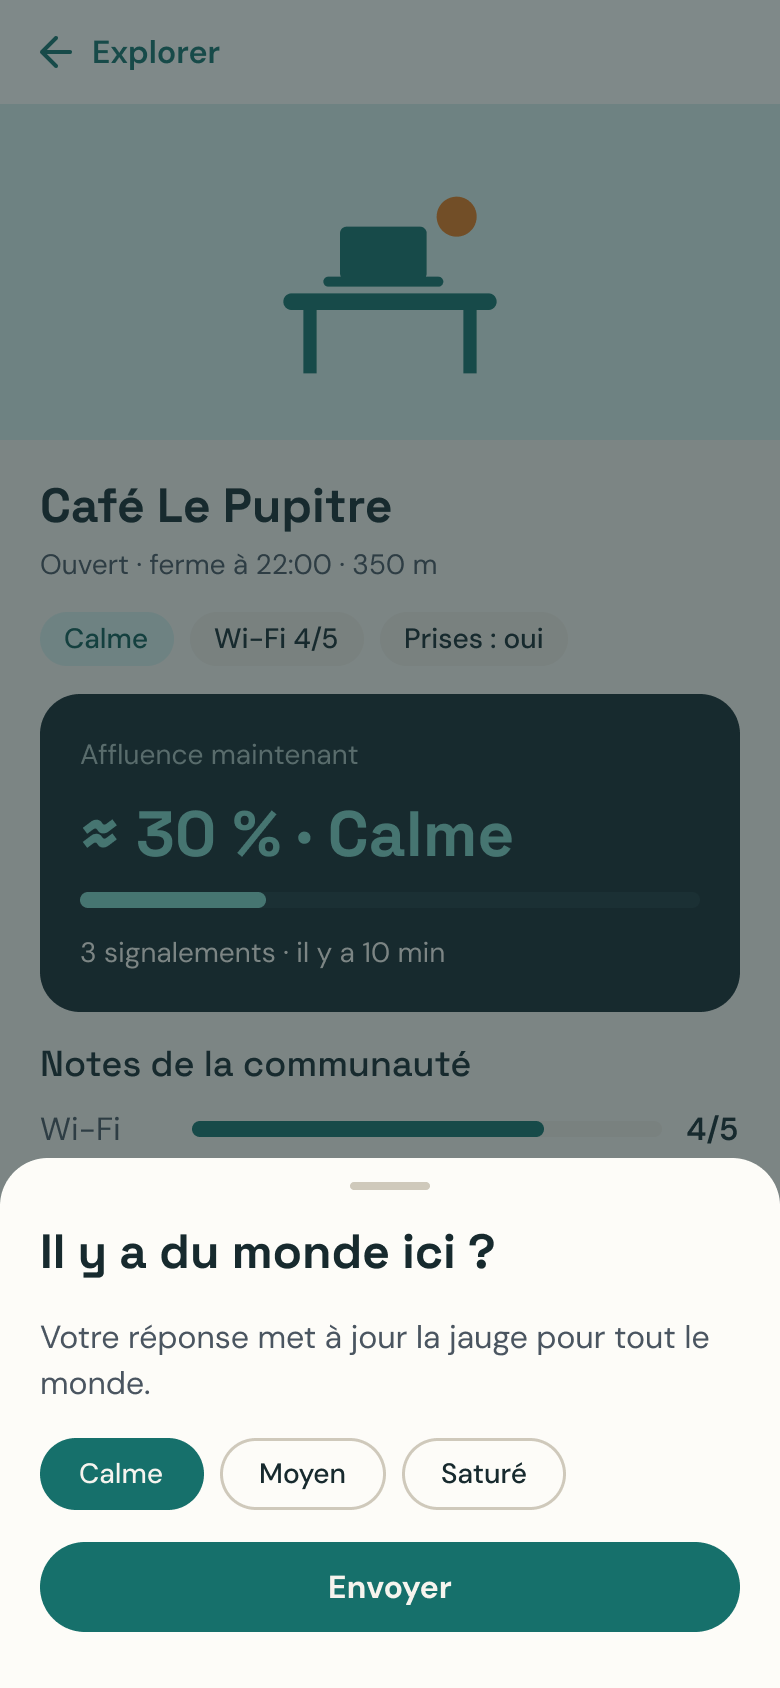 Explorer
Café Le Pupitre
Ouvert · ferme à 22:00 · 350 m
Calme
Wi-Fi 4/5
Prises : oui
Affluence maintenant
≈ 30 % · Calme
3 signalements · il y a 10 min
Notes de la communauté
Wi-Fi
4/5
Il y a du monde ici ?
Votre réponse met à jour la jauge pour tout le
monde.
Calme
Moyen
Saturé
Envoyer